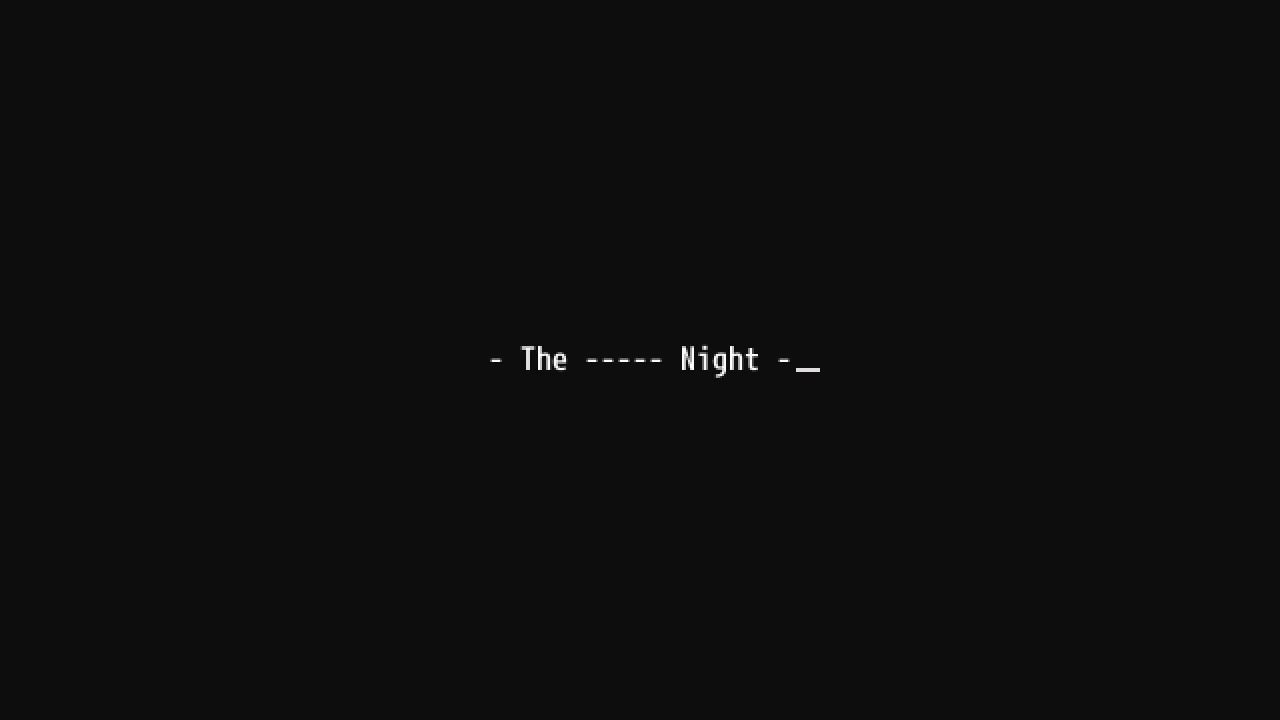 - The ----- Night -_